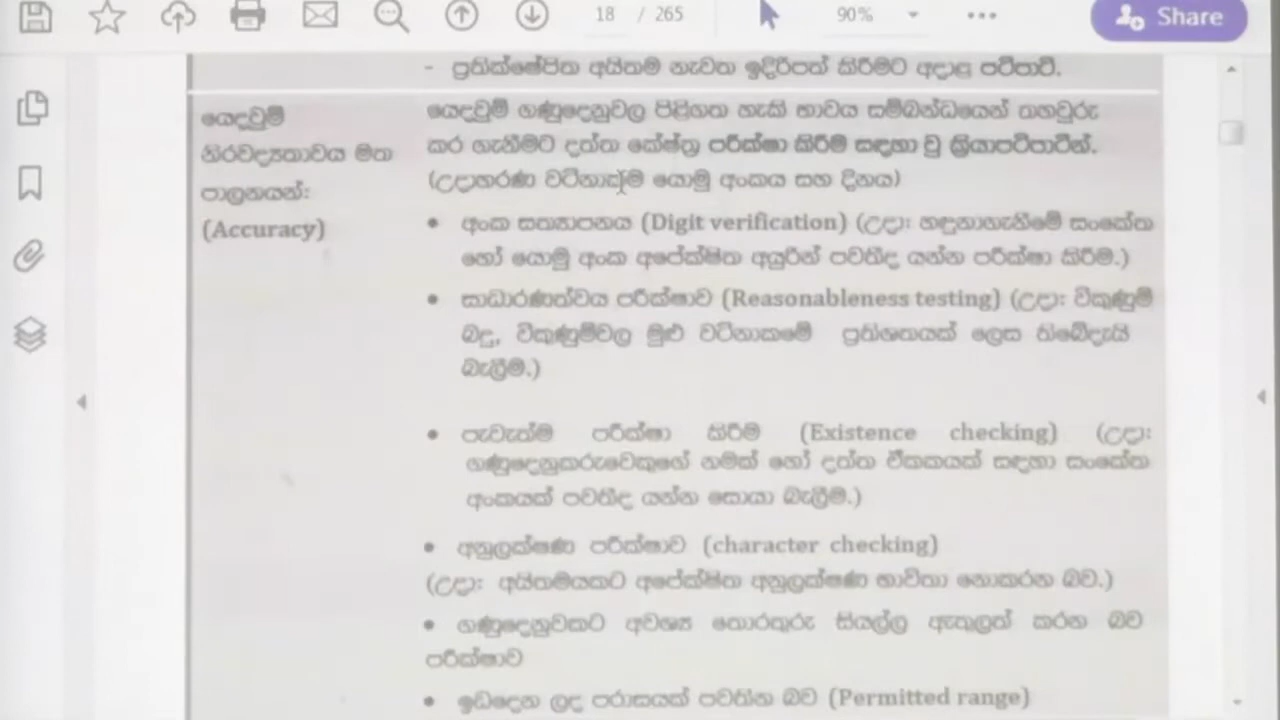 18 / 265
90%
Share
- ප්‍රතික්ෂේපිත අයිතම නැවත ඉදිරිපත් කිරීමට අදාළ පටිපාටි.
යෙදවුම්
නිරවද්‍යතාවය මත
පාලනයන්:
(Accuracy)
යෙදවුම් ගණුදෙනුවල පිළිගත හැකි භාවය සම්බන්ධයෙන් තහවුරු
කර ගැනීමට දත්ත ක්ෂේත්‍ර පරීක්ෂා කිරීම සඳහා වූ ක්‍රියාපටිපාටීන්.
(උදාහරණ වටිනාකම යොමු අංකය සහ දිනය)
• අංක සත්‍යාපනය (Digit verification) (උදා: හඳුනාගැනීමේ සංකේත
හෝ යොමු අංක අපේක්ෂිත අයුරින් පවතීද යන්න පරීක්ෂා කිරීම.)
• සාධාරණත්වය පරීක්ෂාව (Reasonableness testing) (උදා: විකුණුම්
බදු, විකුණුම්වල මුළු වටිනාකමේ ප්‍රතිශතයක් ලෙස තිබේදැයි
බැලීම.)
• පැවැත්ම පරීක්ෂා කිරීම (Existence checking) (උදා:
ගණුදෙනුකරුවෙකුගේ නමක් හෝ දත්ත ඒකකයක් සඳහා සංකේත
අංකයක් පවතීද යන්න සොයා බැලීම.)
• අනුලක්ෂණ පරීක්ෂාව (character checking)
(උදා: අයිතමයකට අපේක්ෂිත අනුලක්ෂණ භාවිතා නොකරන බව.)
• ගණුදෙනුවකට අවශ්‍ය තොරතුරු සියල්ල ඇතුලත් කරන බව
පරීක්ෂාව
• ඉඩදෙන ලද පරාසයක් පවතින බව (Permitted range)